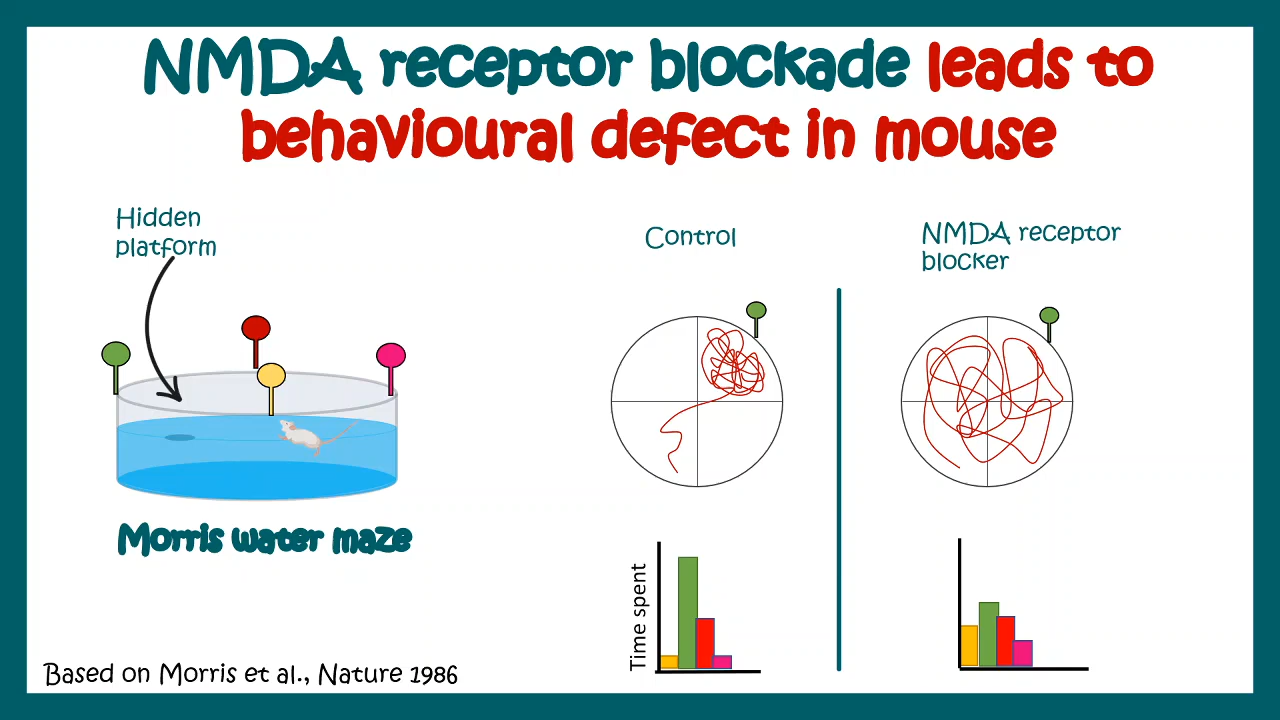 NMDA receptor blockade leads to
behavioural defect in mouse
Hidden
platform
Control
NMDA receptor
blocker
Morris water maze
Time spent
Based on Morris et al., Nature 1986